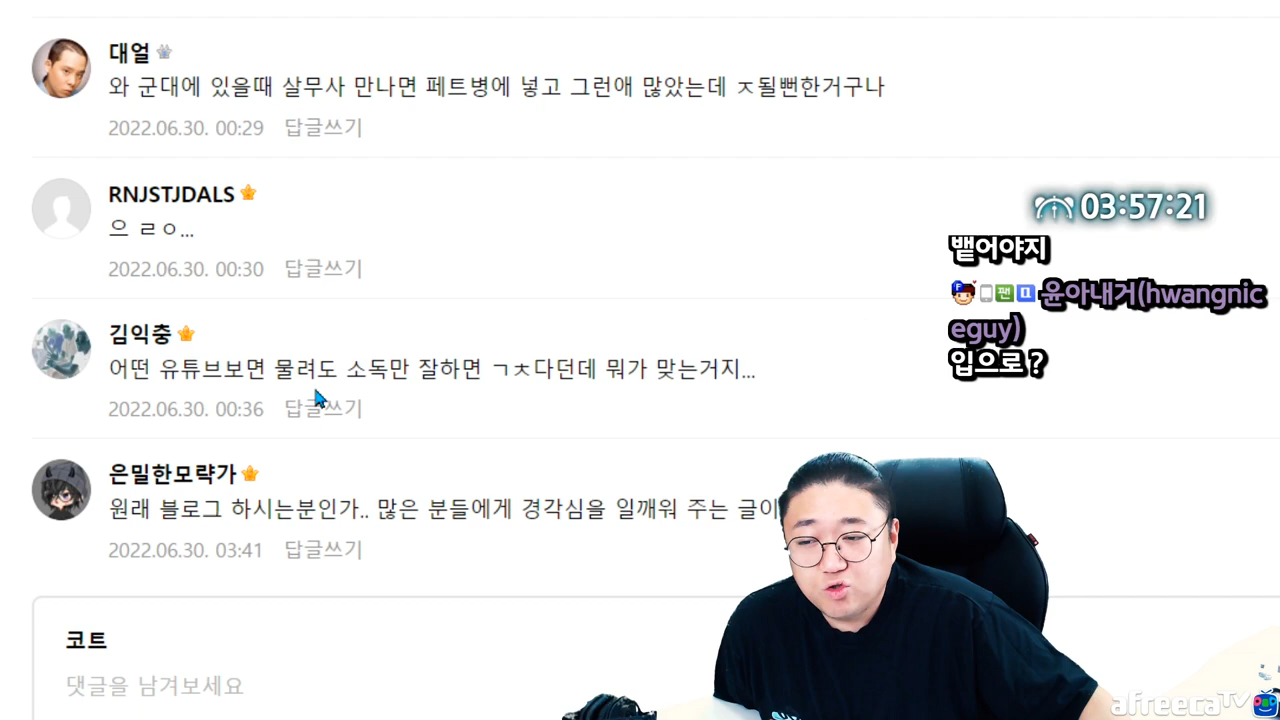 대얼
와 군대에 있을때 살무사 만나면 페트병에 넣고 그런애 많았는데 ㅈ될뻔한거구나
2022.06.30. 00:29 답글쓰기
RNJSTJDALS
으 ㄹㅇ...
2022.06.30. 00:30 답글쓰기
김익충
어떤 유튜브보면 물려도 소독만 잘하면 ㄱㅊ다던데 뭐가 맞는거지...
2022.06.30. 00:36 답글쓰기
은밀한모략가
원래 블로그 하시는분인가.. 많은 분들에게 경각심을 일깨워 주는 글이
2022.06.30. 03:41 답글쓰기
코트
댓글을 남겨보세요
03:57:21
뱉어야지
F 팬 n 윤아내거(hwangnic
eguy)
입으로 ?
afreecaTV